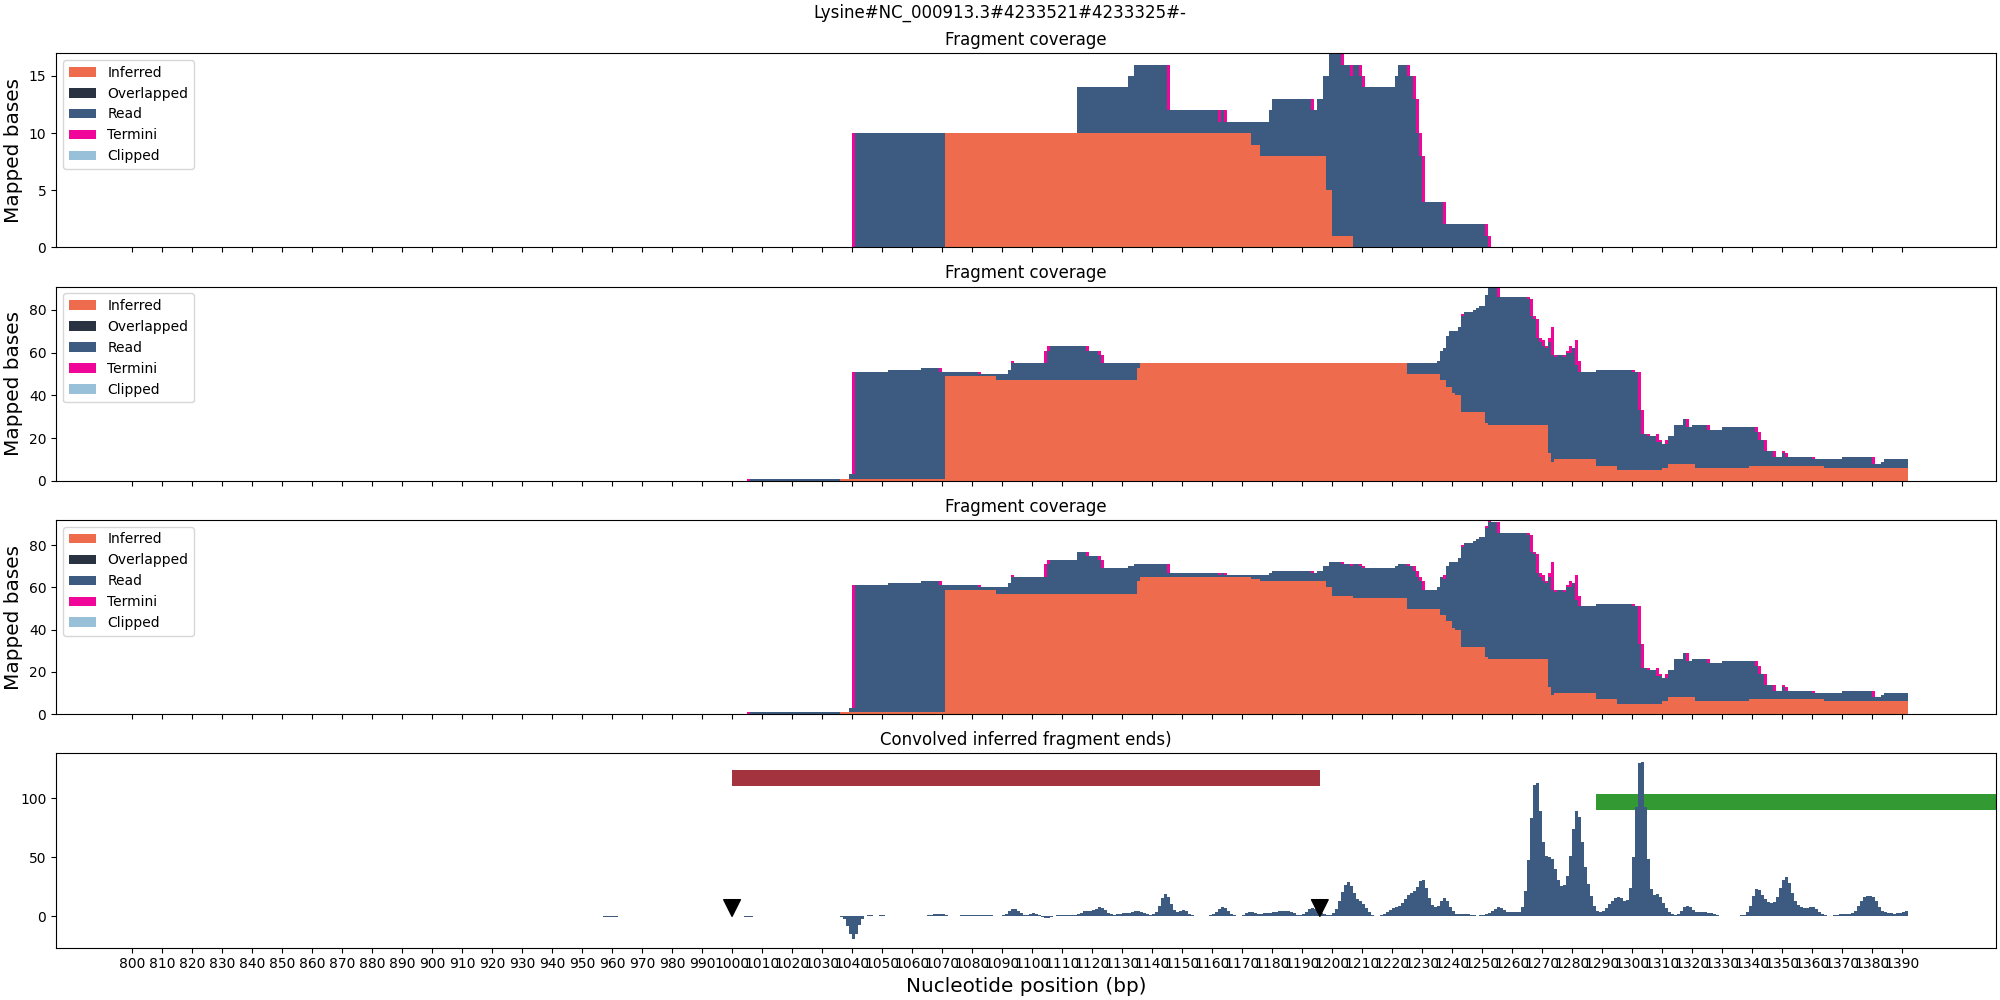 Lysine#NC_000913.3#4233521#4233325#-
Fragment coverage
Mapped bases
15
10
5
0
Inferred
Overlapped
Read
Termini
Clipped
Fragment coverage
Mapped bases
80
60
40
20
0
Inferred
Overlapped
Read
Termini
Clipped
Fragment coverage
Mapped bases
80
60
40
20
0
Inferred
Overlapped
Read
Termini
Clipped
Convolved inferred fragment ends)
100
50
0
800 810 820 830 840 850 860 870 880 890 900 910 920 930 940 950 960 970 980 990 1000 1010 1020 1030 1040 1050 1060 1070 1080 1090 1100 1110 1120 1130 1140 1150 1160 1170 1180 1190 1200 1210 1220 1230 1240 1250 1260 1270 1280 1290 1300 1310 1320 1330 1340 1350 1360 1370 1380 1390
Nucleotide position (bp)